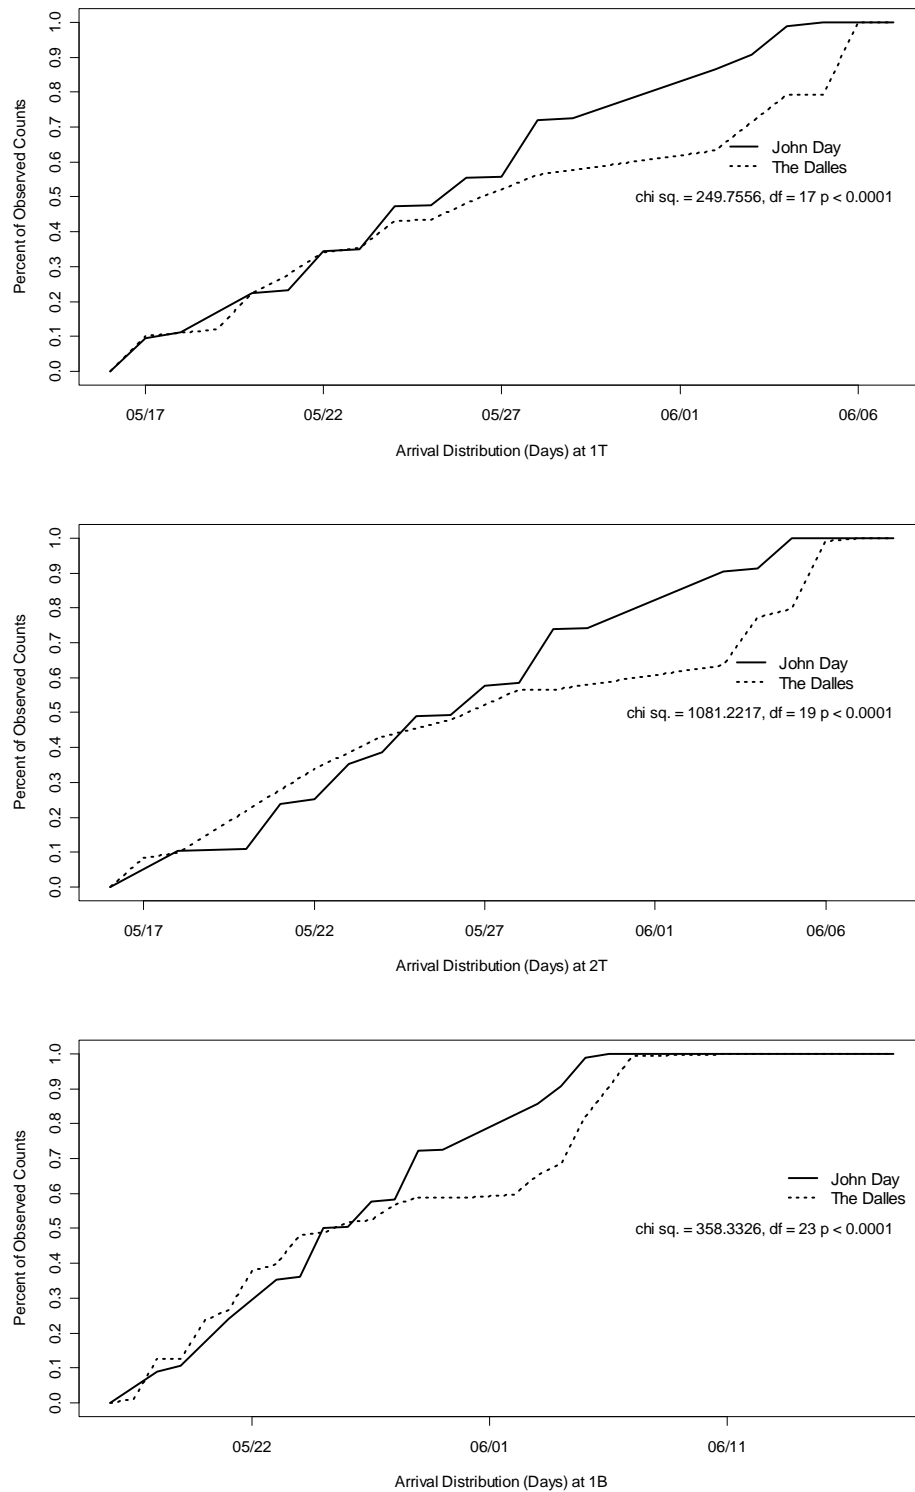 Percent of Observed Counts
1.0
0.9
0.8
0.7
0.6
0.5
0.4
0.3
0.2
0.1
0.0
John Day
The Dalles
chi sq. = 249.7556, df = 17 p < 0.0001
05/17 05/22 05/27 06/01 06/06
Arrival Distribution (Days) at 1T
Percent of Observed Counts
1.0
0.9
0.8
0.7
0.6
0.5
0.4
0.3
0.2
0.1
0.0
John Day
The Dalles
chi sq. = 1081.2217, df = 19 p < 0.0001
05/17 05/22 05/27 06/01 06/06
Arrival Distribution (Days) at 2T
Percent of Observed Counts
1.0
0.9
0.8
0.7
0.6
0.5
0.4
0.3
0.2
0.1
0.0
John Day
The Dalles
chi sq. = 358.3326, df = 23 p < 0.0001
05/22 06/01 06/11
Arrival Distribution (Days) at 1B